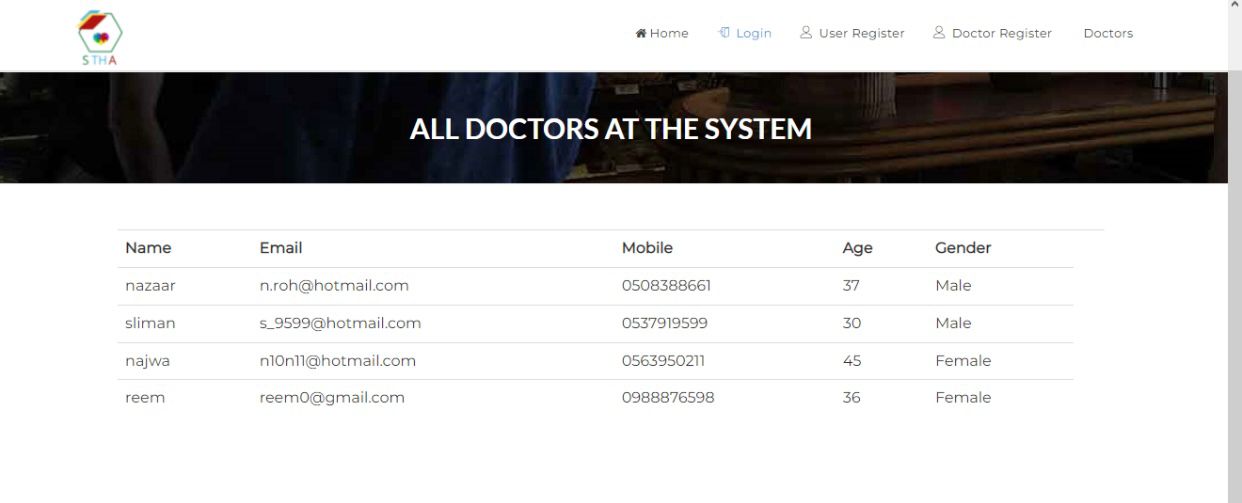 STHA
Home Login User Register Doctor Register Doctors
ALL DOCTORS AT THE SYSTEM
Name Email Mobile Age Gender
nazaar n.roh@hotmail.com 0508388661 37 Male
sliman s_9599@hotmail.com 0537919599 30 Male
najwa n10n11@hotmail.com 0563950211 45 Female
reem reem0@gmail.com 0988876598 36 Female